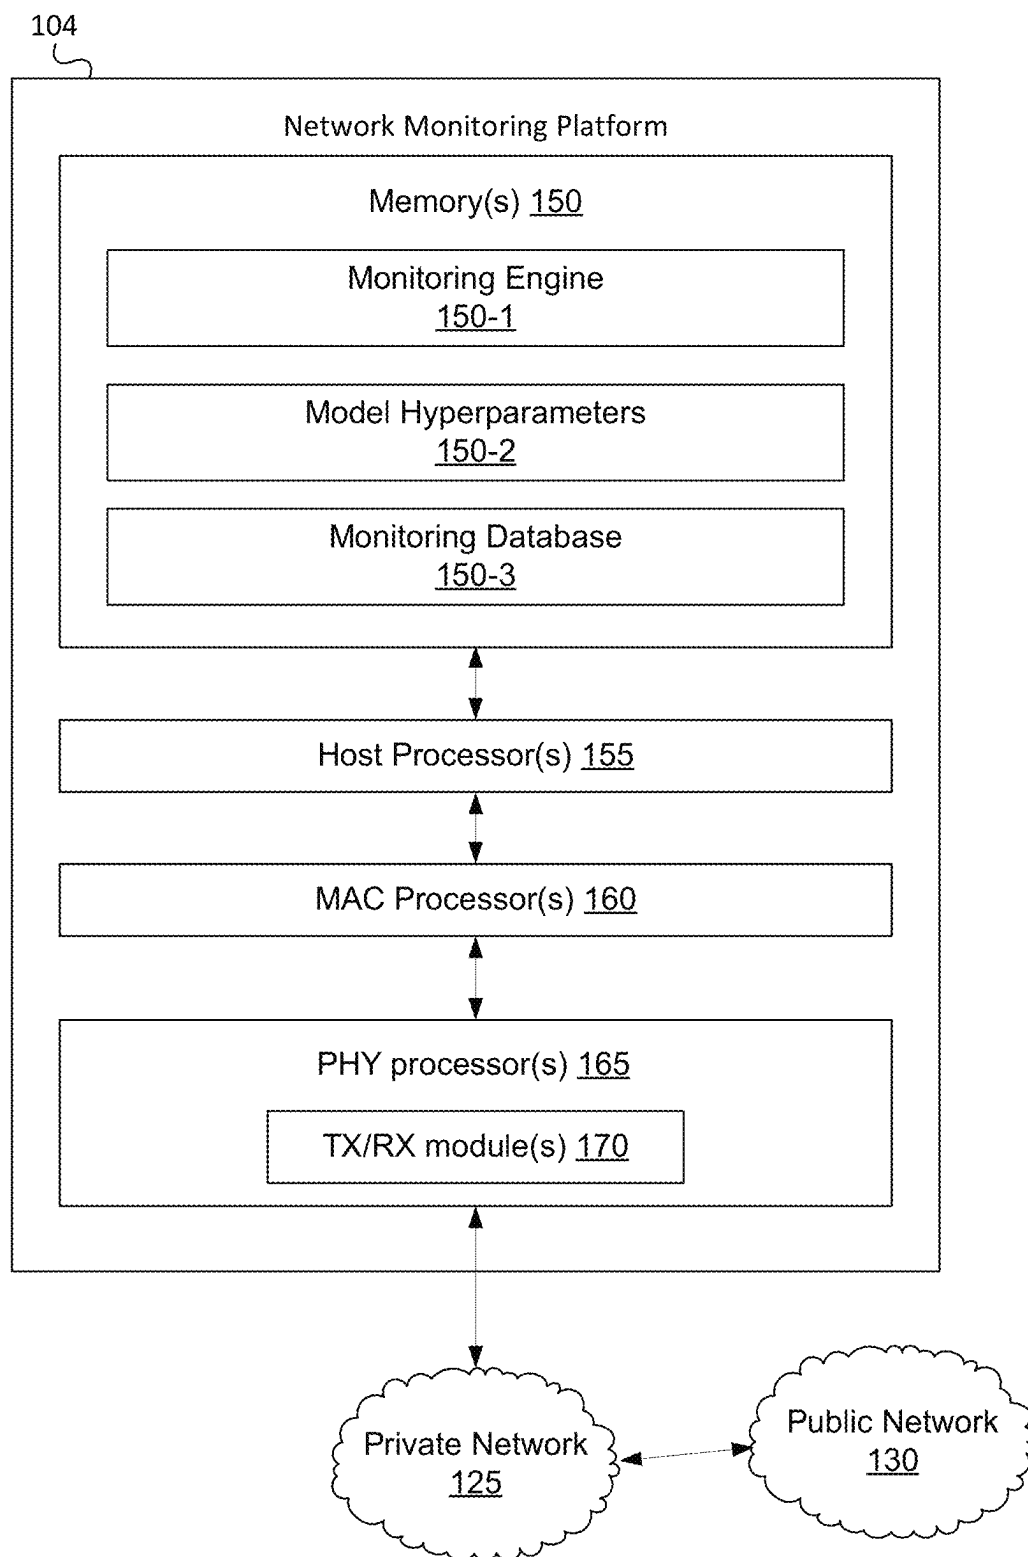 104
Network Monitoring Platform
Memory(s) 150
Monitoring Engine
150-1
Model Hyperparameters
150-2
Monitoring Database
150-3
Host Processor(s) 155
MAC Processor(s) 160
PHY processor(s) 165
TX/RX module(s) 170
Private Network
125
Public Network
130